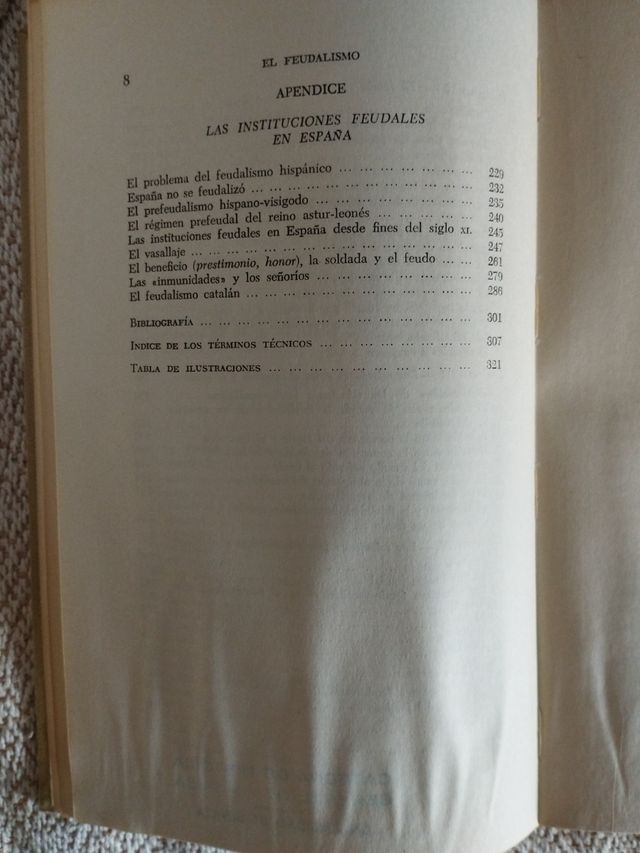 EL FEUDALISMO
8
APENDICE
LAS INSTITUCIONES FEUDALES
EN ESPAÑA
El problema del feudalismo hispánico ... ... ... ... ... ... ... 229
España no se feudalizó ... ... ... ... ... ... ... ... ... ... ... 232
El prefeudalismo hispano-visigodo ... ... ... ... ... ... ... ... 235
El régimen prefeudal del reino astur-leonés ... ... ... ... ... 240
Las instituciones feudales en España desde fines del siglo XI. 245
El vasallaje ... ... ... ... ... ... ... ... ... ... ... ... ... 247
El beneficio (prestimonio, honor), la soldada y el feudo ... ... 261
Las «inmunidades» y los señoríos ... ... ... ... ... ... ... ... 279
El feudalismo catalán ... ... ... ... ... ... ... ... ... ... ... 286
BIBLIOGRAFÍA ... ... ... ... ... ... ... ... ... ... ... ... ... 301
INDICE DE LOS TÉRMINOS TÉCNICOS ... ... ... ... ... ... ... ... 307
TABLA DE ILUSTRACIONES ... ... ... ... ... ... ... ... ... ... 321